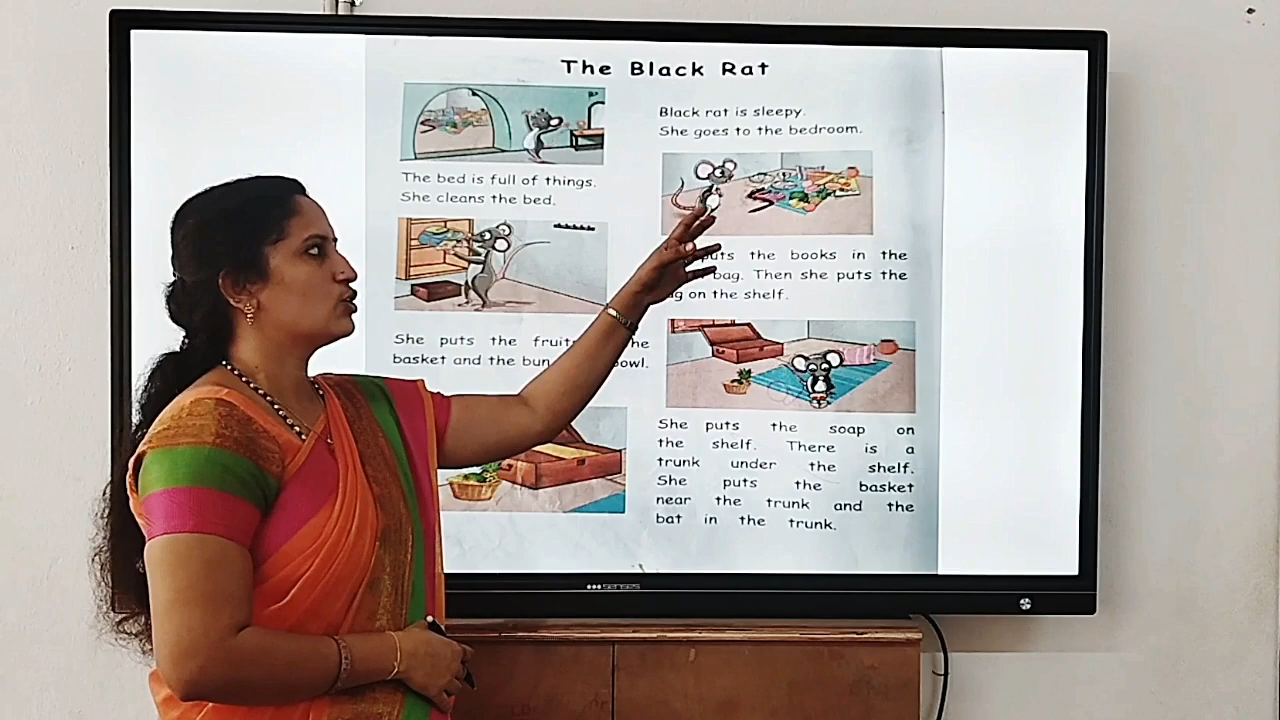 The Black Rat
Black rat is sleepy.
She goes to the bedroom.
The bed is full of things.
She cleans the bed.
puts the books in the
bag. Then she puts the
on the shelf.
She puts the fruits
basket and the bun
She puts the soap on
the shelf. There is a
trunk under the shelf.
She puts the basket
near the trunk and the
bat in the trunk.